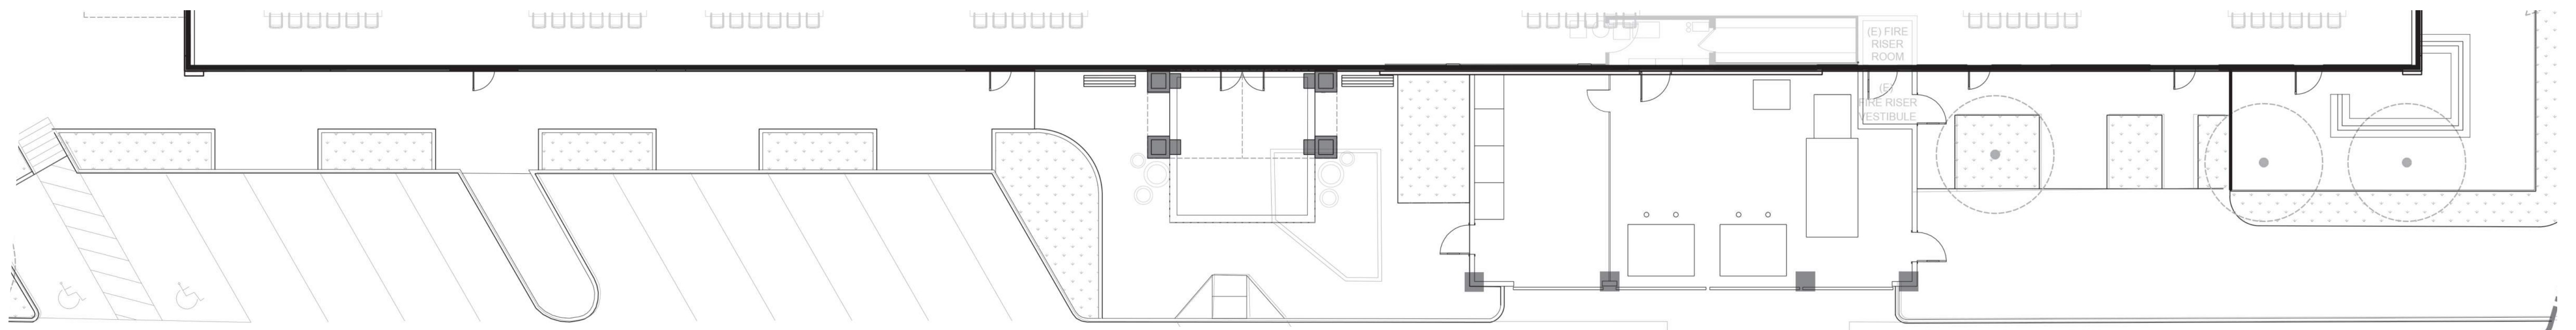 (E) FIRE
RISER
ROOM
(E)
FIRE RISER
VESTIBULE